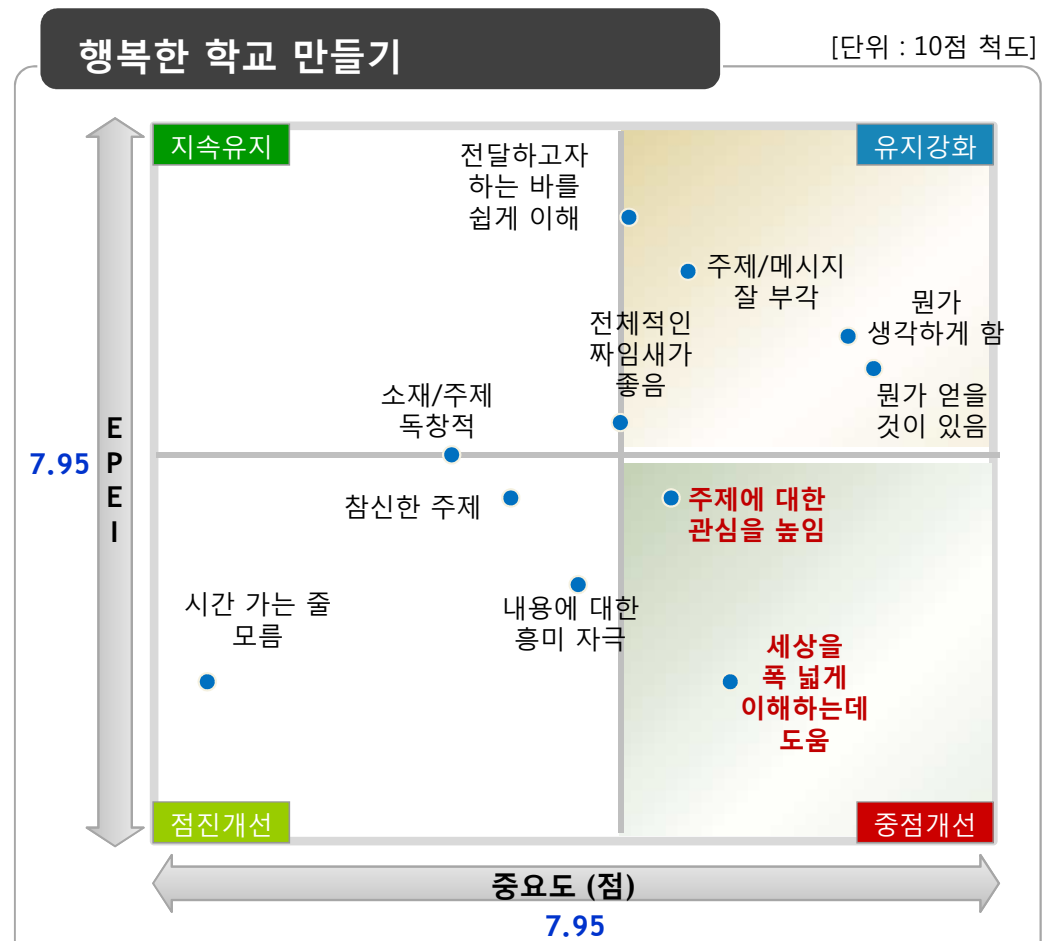 행복한 학교 만들기
[단위 : 10점 척도]
지속유지
유지강화
전달하고자
하는 바를
쉽게 이해
주제/메시지
잘 부각
뭔가
생각하게 함
전체적인
짜임새가
좋음
뭔가 얻을
것이 있음
소재/주제
독창적
E
P
E
I
7.95
참신한 주제
주제에 대한
관심을 높임
시간 가는 줄
모름
내용에 대한
흥미 자극
세상을
폭 넓게
이해하는데
도움
점진개선
중점개선
중요도 (점)
7.95